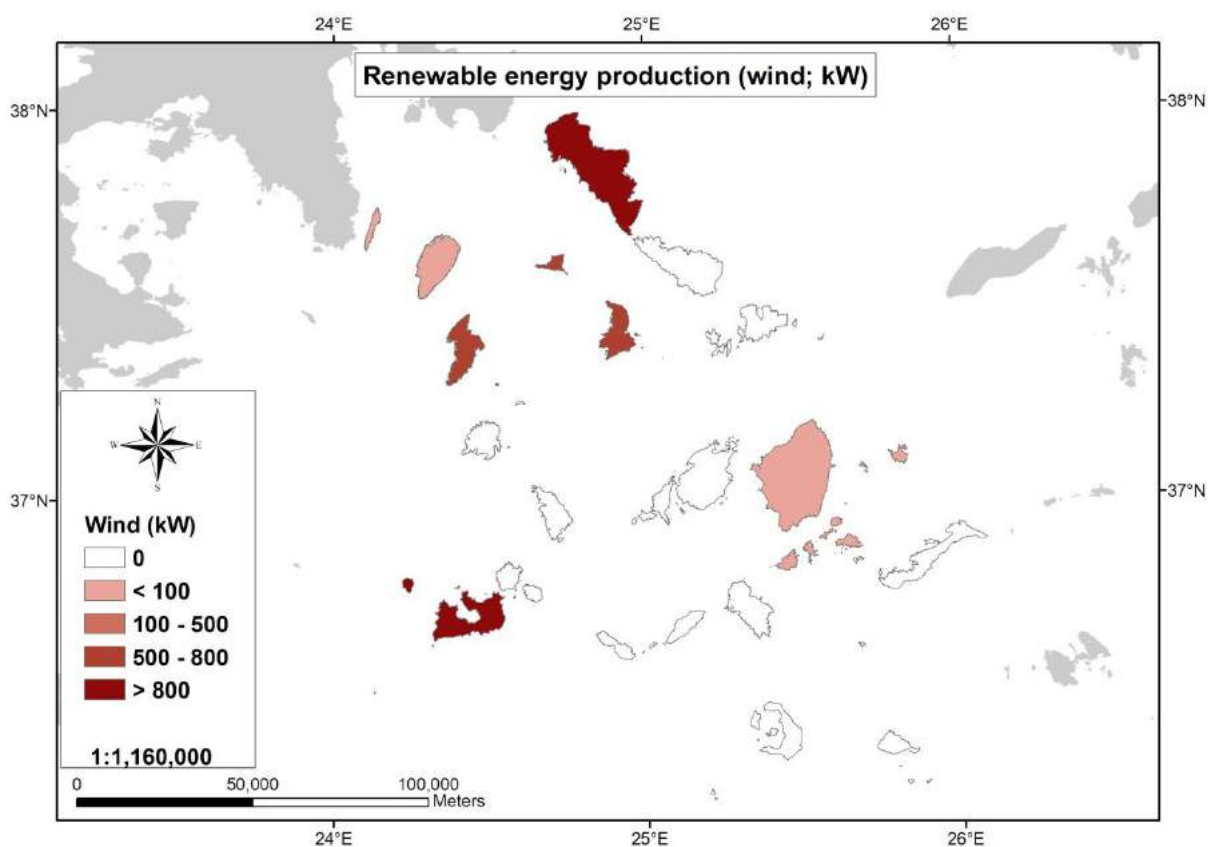 24°E 25°E 26°E
Renewable energy production (wind; kW)
38°N 38°N
N
W E
S
37°N 37°N
Wind (kW)
0
< 100
100 - 500
500 - 800
> 800
1:1,160,000
0 50,000 100,000
Meters
24°E 25°E 26°E